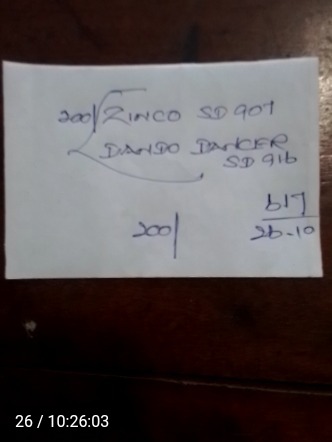 200/ ZINCO SD 907
DANDO DANCER
SD 916
617
200/ 26-10
26 / 10:26:03